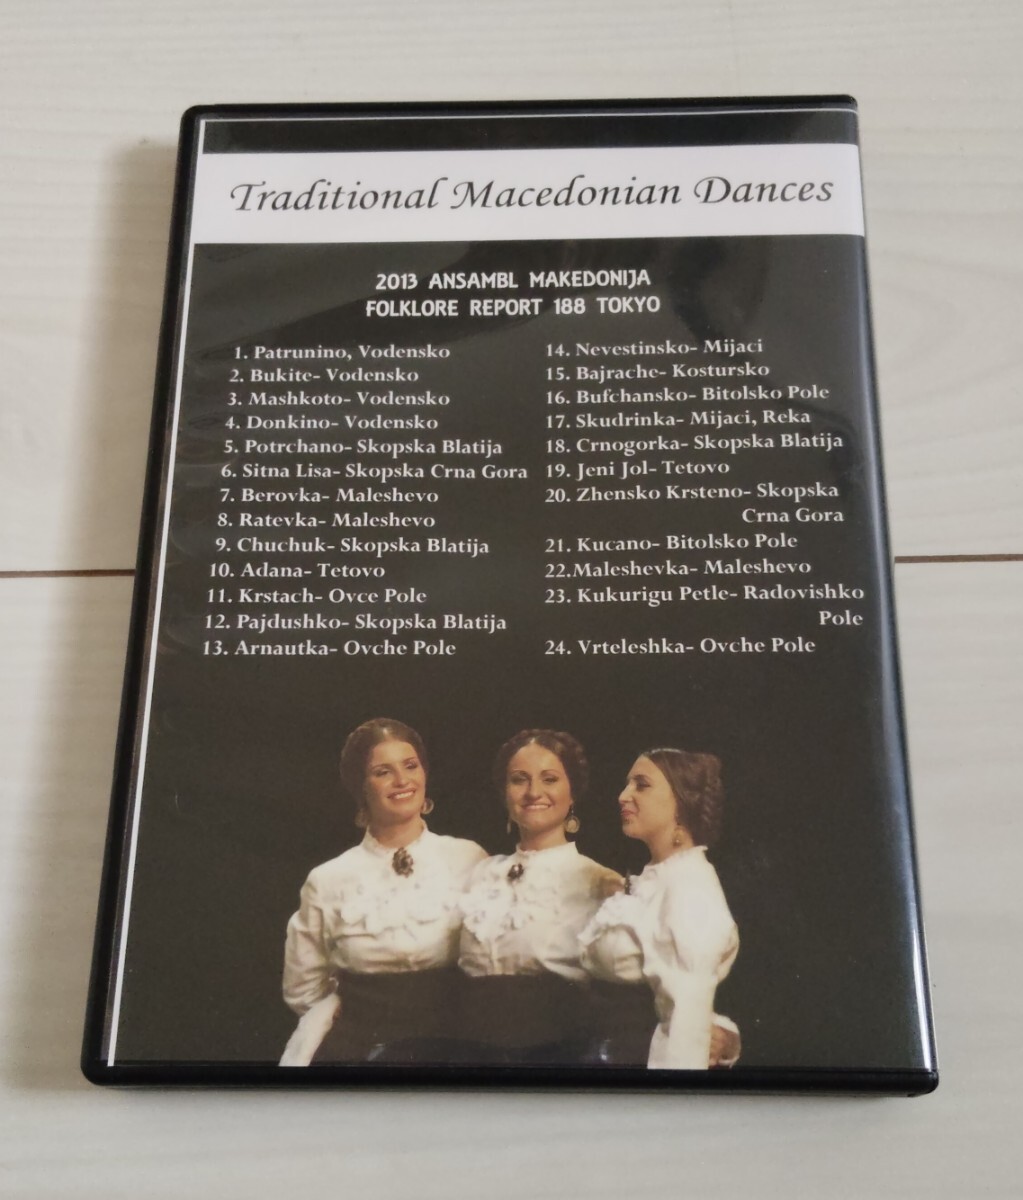 Traditional Macedonian Dances
2013 ANSAMBL MAKEDONIJA
FOLKLORE REPORT 188 TOKYO
1. Patrunino, Vodensko
2. Bukite- Vodensko
3. Mashkoto- Vodensko
4. Donkino- Vodensko
5. Potrchano- Skopska Blatija
6. Sitna Lisa- Skopska Crna Gora
7. Berovka- Maleshevo
8. Ratevka- Maleshevo
9. Chuchuk- Skopska Blatija
10. Adana- Tetovo
11. Krstach- Ovce Pole
12. Pajdushko- Skopska Blatija
13. Arnautka- Ovche Pole
14. Nevestinsko- Mijaci
15. Bajrache- Kostursko
16. Bufchansko- Bitolsko Pole
17. Skudrinka- Mijaci, Reka
18. Crnogorka- Skopska Blatija
19. Jeni Jol- Tetovo
20. Zhensko Krsteno- Skopska
Crna Gora
21. Kucano- Bitolsko Pole
22.Maleshevka- Maleshevo
23. Kukurigu Petle- Radovishko
Pole
24. Vrteleshka- Ovche Pole